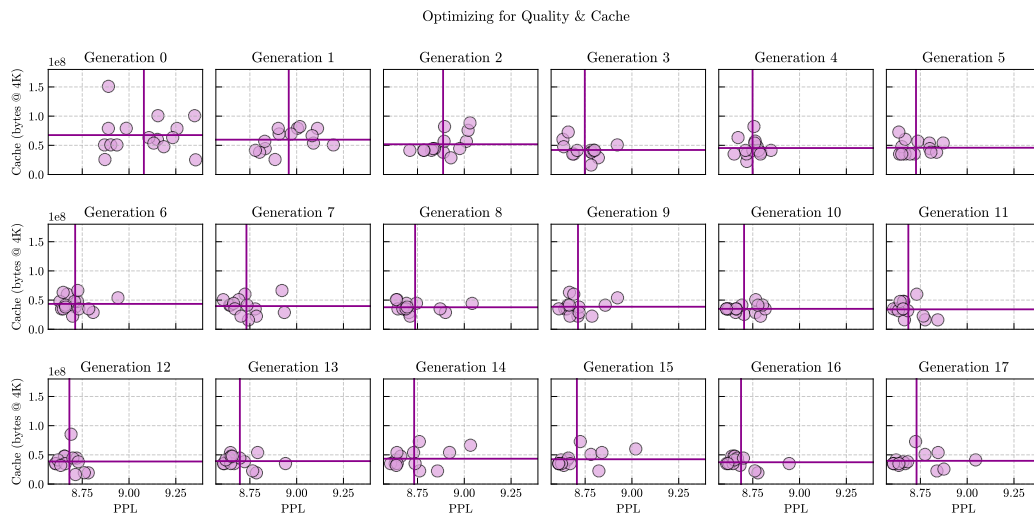 Optimizing for Quality & Cache
Generation 0
Generation 1
Generation 2
Generation 3
Generation 4
Generation 5
1e8
Cache (bytes @ 4K)
1.5
1.0
0.5
0.0
Generation 6
Generation 7
Generation 8
Generation 9
Generation 10
Generation 11
1e8
Cache (bytes @ 4K)
1.5
1.0
0.5
0.0
Generation 12
Generation 13
Generation 14
Generation 15
Generation 16
Generation 17
1e8
Cache (bytes @ 4K)
1.5
1.0
0.5
0.0
8.75 9.00 9.25
8.75 9.00 9.25
8.75 9.00 9.25
8.75 9.00 9.25
8.75 9.00 9.25
8.75 9.00 9.25
PPL
PPL
PPL
PPL
PPL
PPL